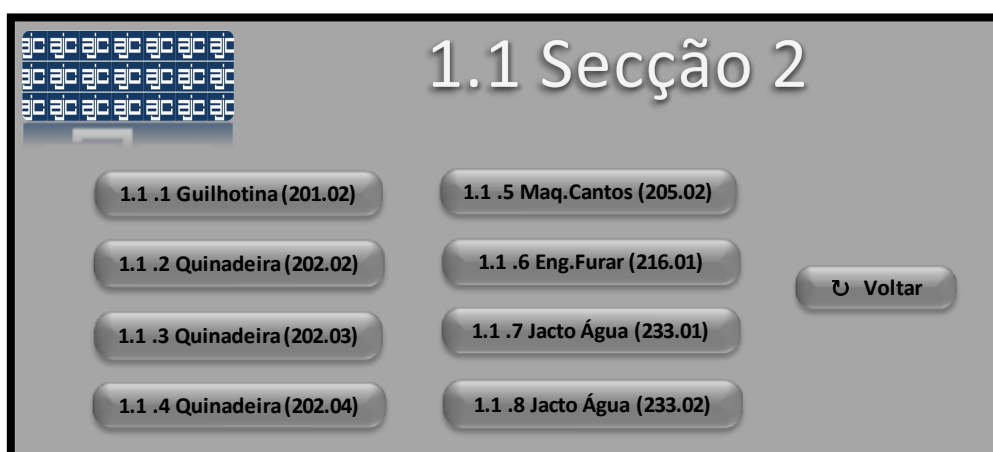 ajc ajc ajc ajc ajc ajc
ajc ajc ajc ajc ajc ajc
ajc ajc ajc ajc ajc ajc
1.1 Secção 2
1.1 .1 Guilhotina (201.02)
1.1 .2 Quinadeira (202.02)
1.1 .3 Quinadeira (202.03)
1.1 .4 Quinadeira (202.04)
1.1 .5 Maq.Cantos (205.02)
1.1 .6 Eng.Furar (216.01)
1.1 .7 Jacto Água (233.01)
1.1 .8 Jacto Água (233.02)
↻ Voltar